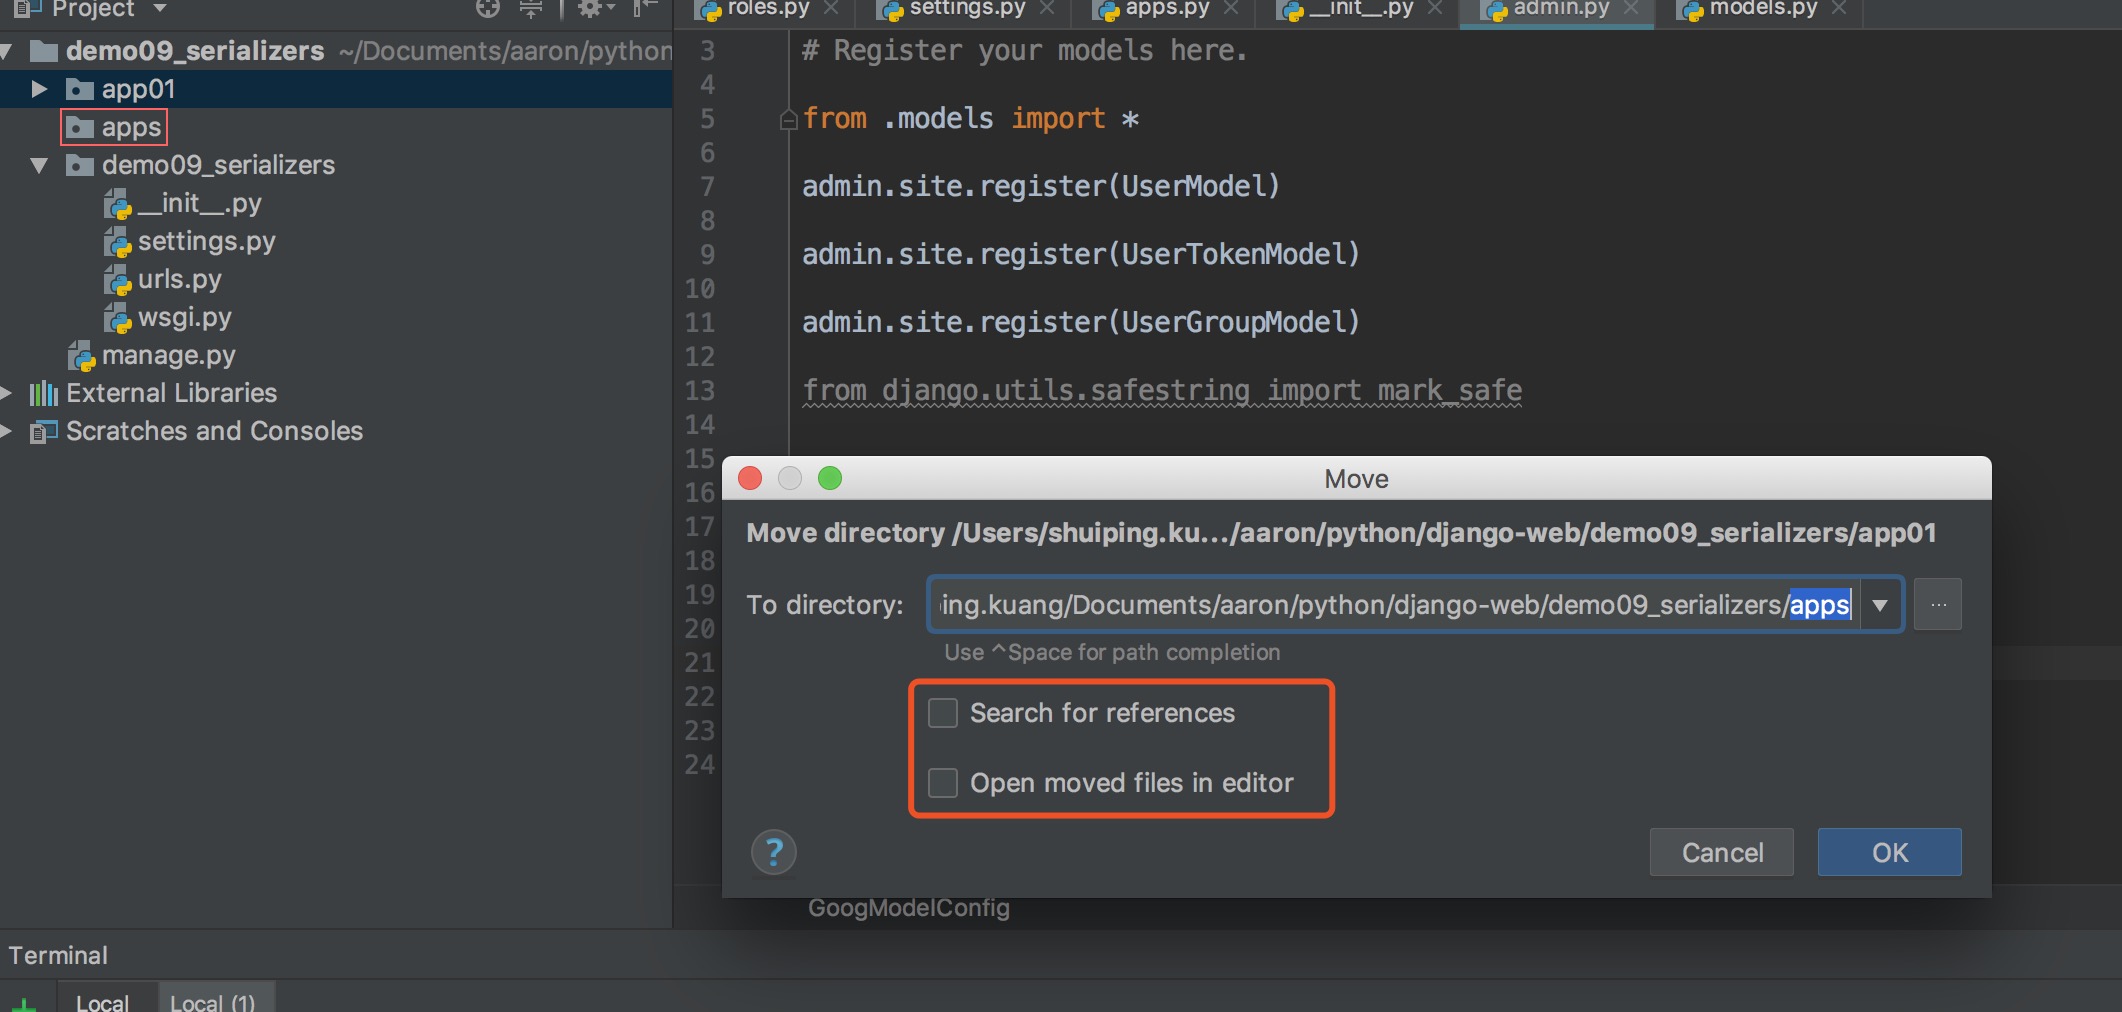 Project
roles.py
settings.py
apps.py
__init__.py
admin.py
models.py
demo09_serializers ~/Documents/aaron/python
app01
apps
demo09_serializers
__init__.py
settings.py
urls.py
wsgi.py
manage.py
External Libraries
Scratches and Consoles
3 # Register your models here.
4
5 from .models import *
6
7 admin.site.register(UserModel)
8
9 admin.site.register(UserTokenModel)
10
11 admin.site.register(UserGroupModel)
12
13 from django.utils.safestring import mark_safe
14
15
16
17
18
19
20
21
22
23
24
Move
Move directory /Users/shuiping.ku.../aaron/python/django-web/demo09_serializers/app01
To directory: ing.kuang/Documents/aaron/python/django-web/demo09_serializers/apps ...
Use ^Space for path completion
Search for references
Open moved files in editor
? Cancel OK
GoogModelConfig
Terminal
+ Local Local (1)